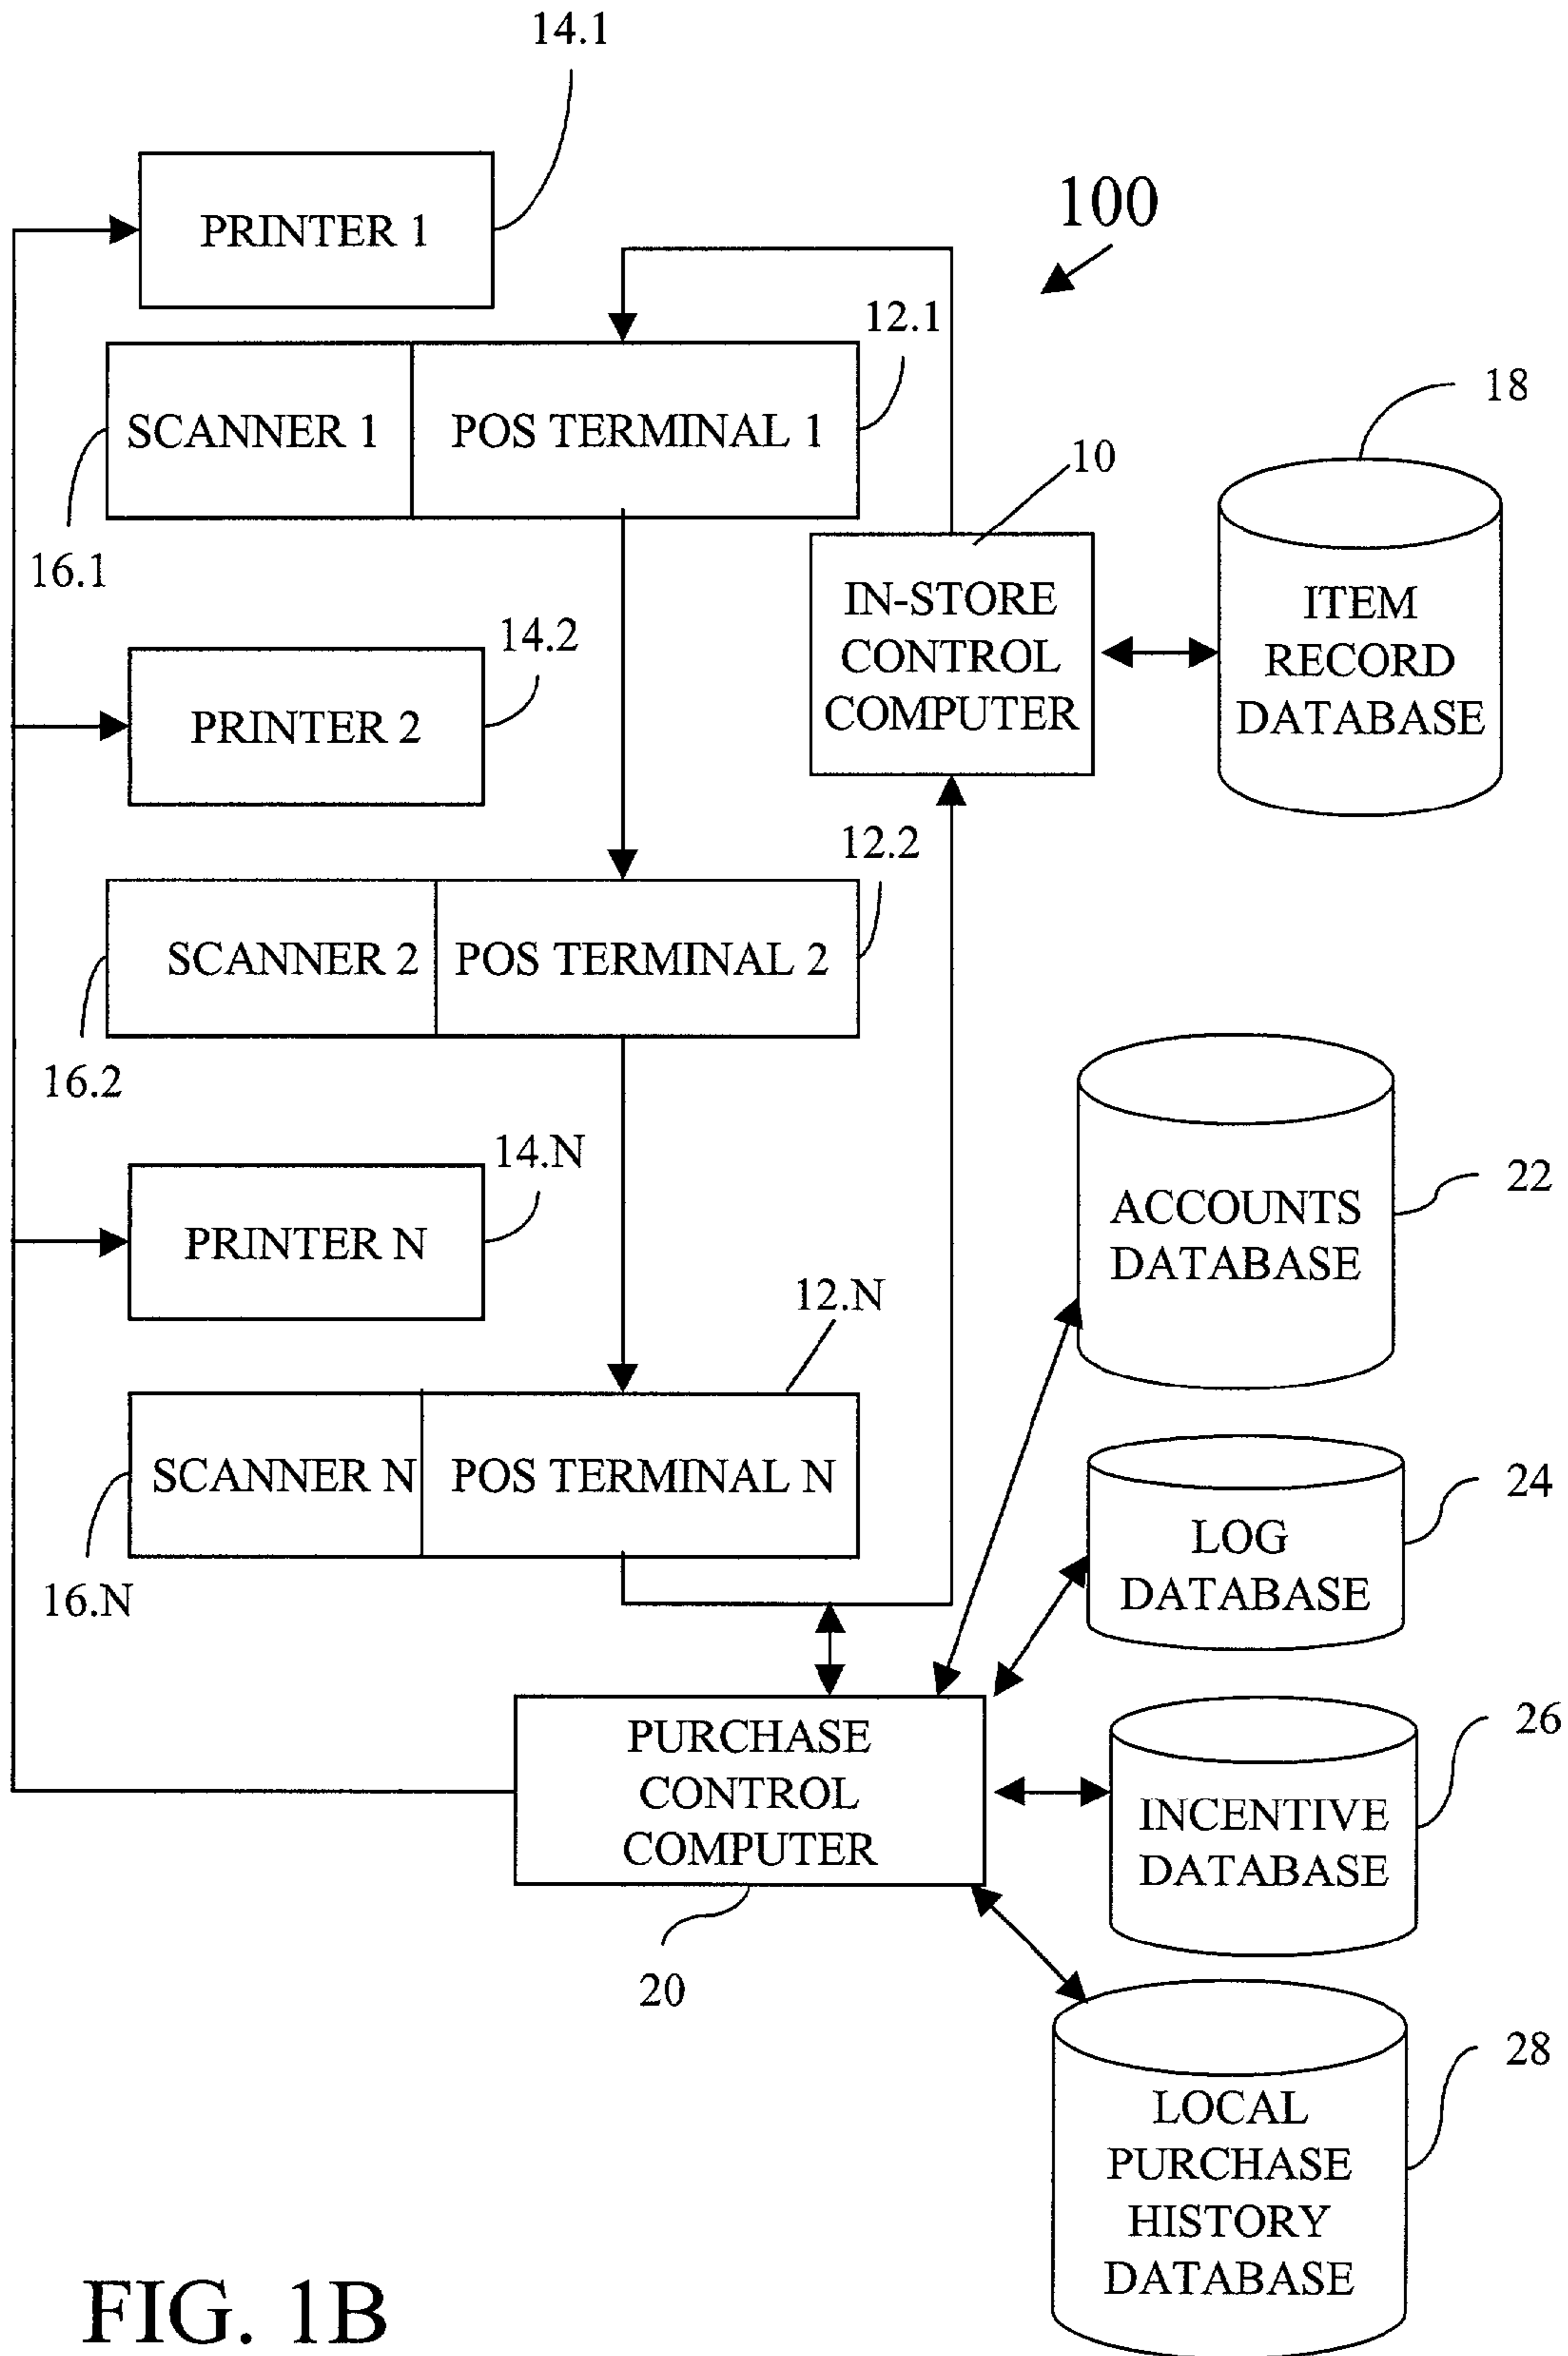 14.1
PRINTER 1
100
12.1
SCANNER 1
POS TERMINAL 1
18
10
16.1
IN-STORE
CONTROL
COMPUTER
ITEM
RECORD
DATABASE
14.2
PRINTER 2
12.2
SCANNER 2
POS TERMINAL 2
16.2
14.N
PRINTER N
ACCOUNTS
DATABASE
22
12.N
SCANNER N
POS TERMINAL N
16.N
LOG
DATABASE
24
PURCHASE
CONTROL
COMPUTER
20
INCENTIVE
DATABASE
26
LOCAL
PURCHASE
HISTORY
DATABASE
28
FIG. 1B